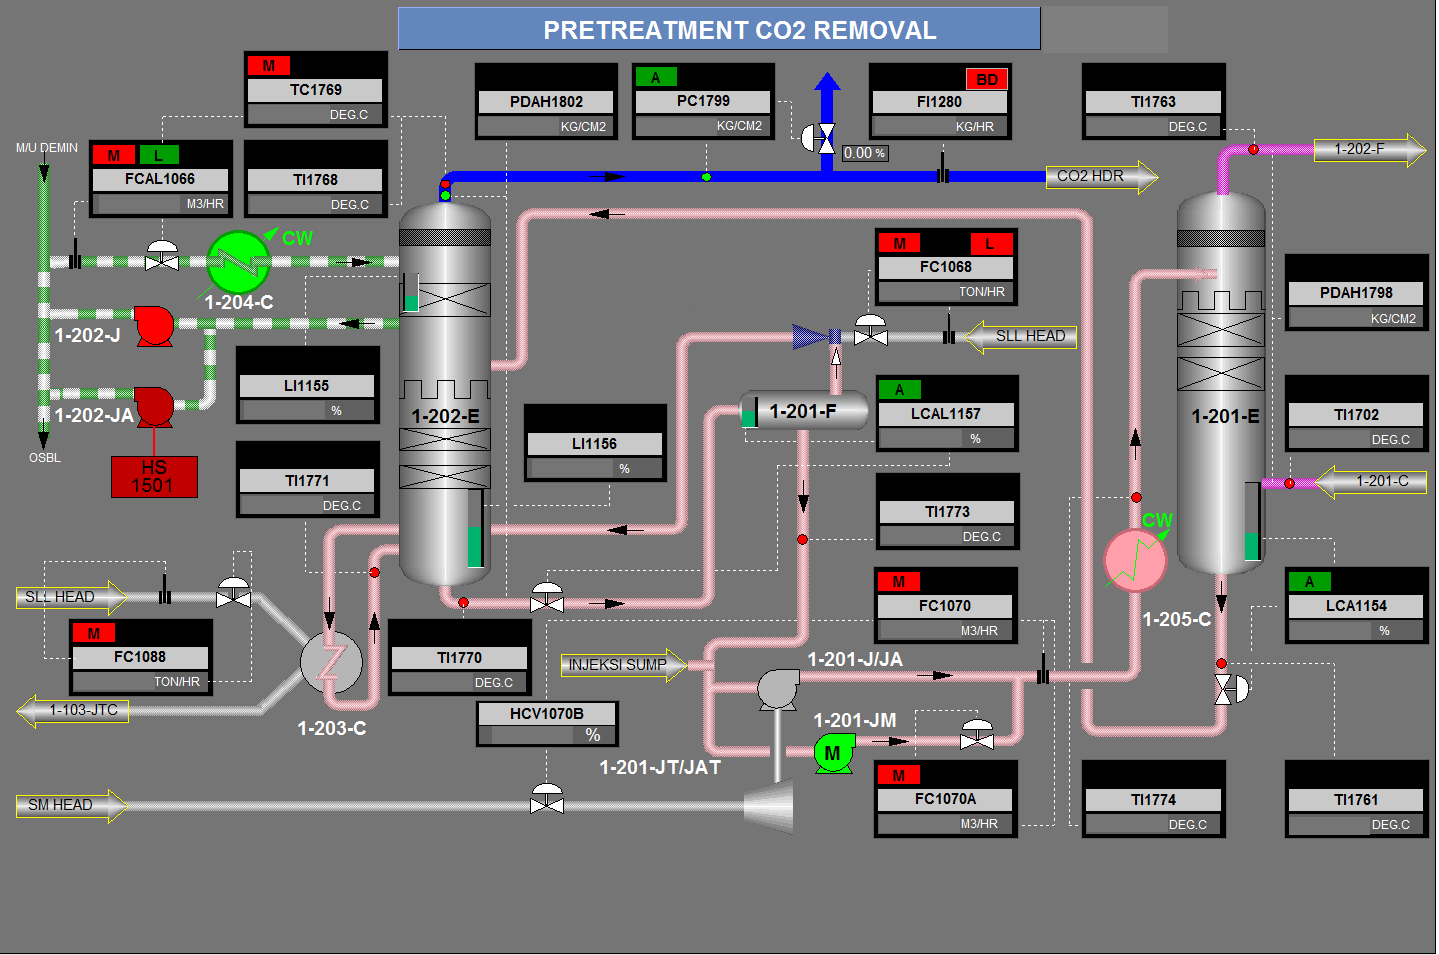 PRETREATMENT CO2 REMOVAL
M
TC1769
DEG.C
PDAH1802
KG/CM2
A
PC1799
KG/CM2
BD
FI1280
KG/HR
TI1763
DEG.C
M/U DEMIN
M L
FCAL1066
M3/HR
TI1768
DEG.C
0.00 %
CO2 HDR
1-202-F
CW
1-204-C
M L
FC1068
TON/HR
PDAH1798
KG/CM2
1-202-J
SLL HEAD
LI1155
%
1-202-JA
OSBL
HS
1501
1-202-E
1-201-F
A
LCAL1157
%
1-201-E
TI1702
DEG.C
LI1156
%
TI1771
DEG.C
1-201-C
TI1773
DEG.C
CW
SLL HEAD
M
FC1088
TON/HR
M
FC1070
M3/HR
A
LCA1154
%
1-205-C
TI1770
DEG.C
INJEKSI SUMP
1-201-J/JA
1-103-JTC
1-203-C
HCV1070B
%
1-201-JM
M
1-201-JT/JAT
M
FC1070A
M3/HR
TI1774
DEG.C
TI1761
DEG.C
SM HEAD